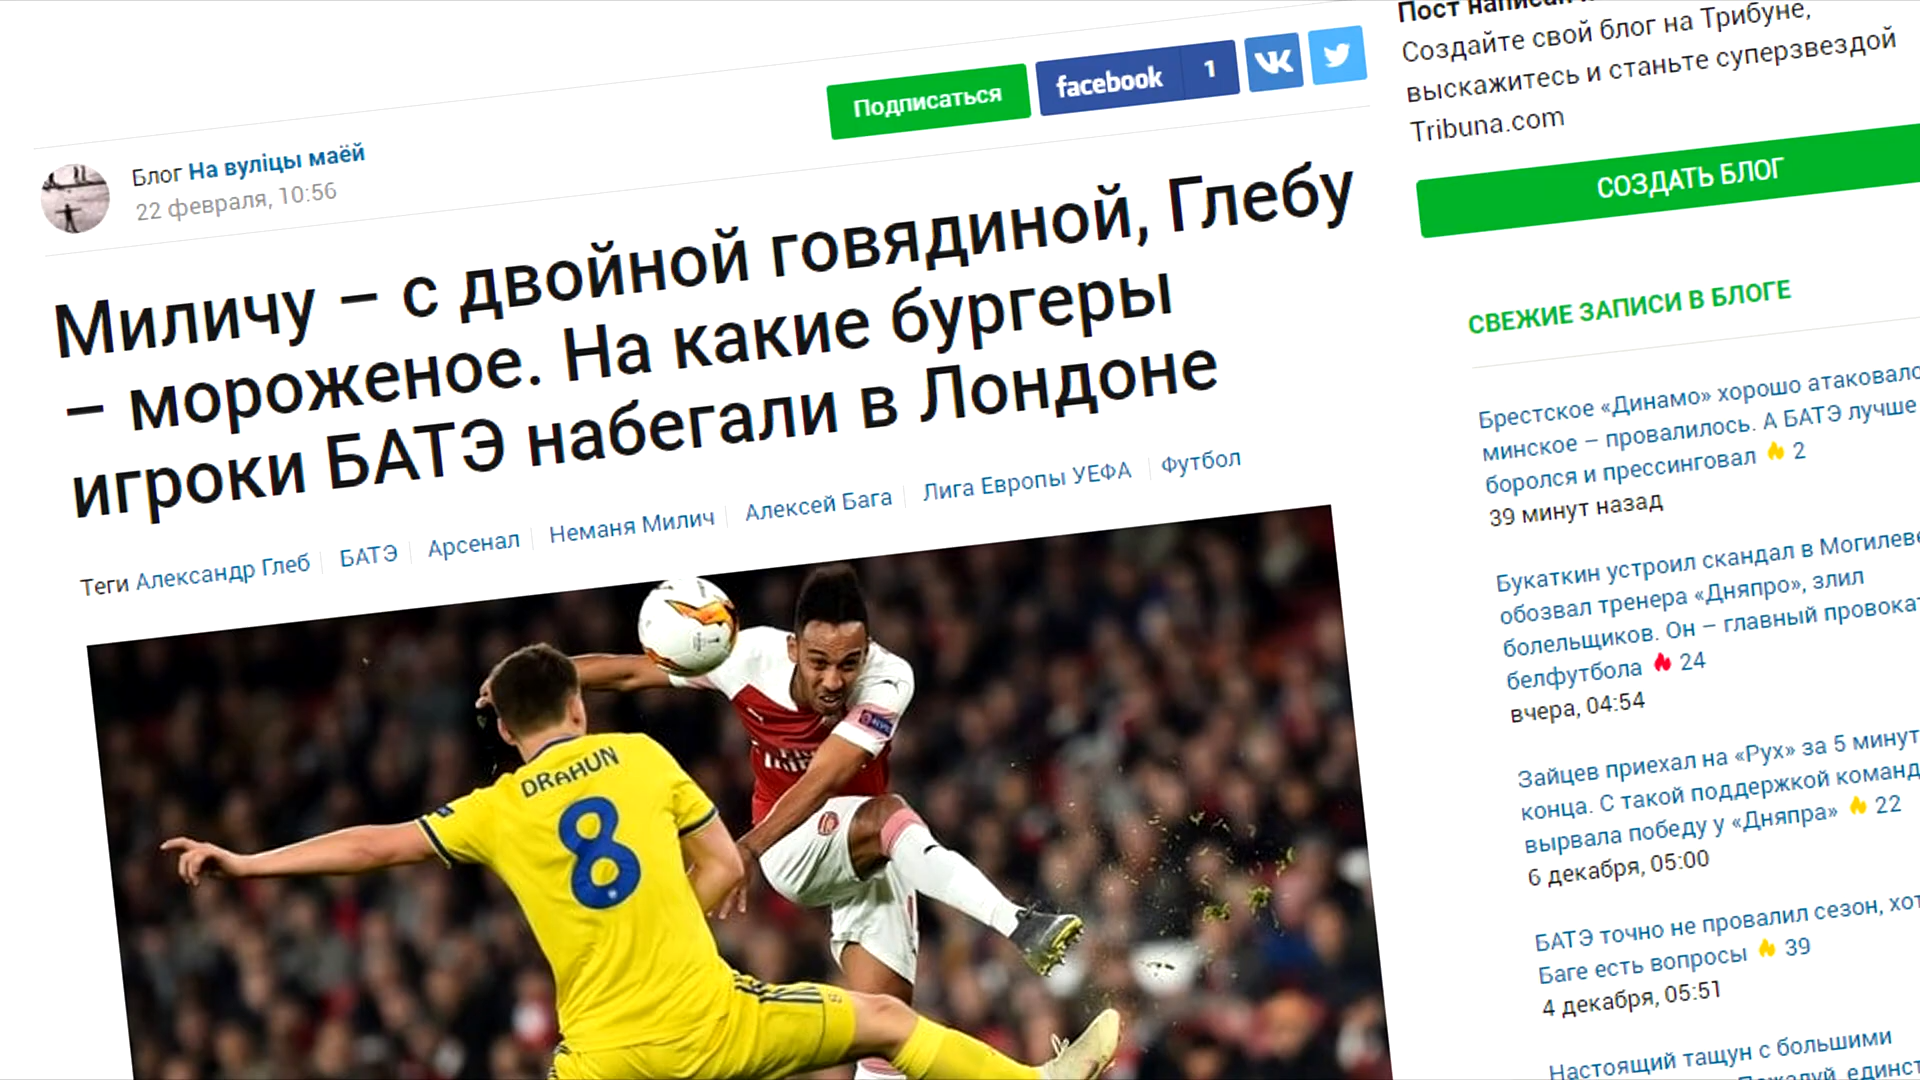 Подписаться
facebook 1
Блог На вуліцы маёй
22 февраля, 10:56
Миличу – с двойной говядиной, Глебу
– мороженое. На какие бургеры
игроки БАТЭ набегали в Лондоне
Теги Александр Глеб БАТЭ Арсенал Неманя Милич Алексей Бага Лига Европы УЕФА Футбол
DRAHUN
8
Пост написан
Создайте свой блог на Трибуне,
выскажитесь и станьте суперзвездой
Tribuna.com
СОЗДАТЬ БЛОГ
СВЕЖИЕ ЗАПИСИ В БЛОГЕ
Брестское «Динамо» хорошо атаковало
минское – провалилось. А БАТЭ лучше
боролся и прессинговал 2
39 минут назад
Букаткин устроил скандал в Могилеве
обозвал тренера «Дняпро», злил
болельщиков. Он – главный провокат
белфутбола 24
вчера, 04:54
Зайцев приехал на «Рух» за 5 минут
конца. С такой поддержкой команд
вырвала победу у «Дняпра» 22
6 декабря, 05:00
БАТЭ точно не провалил сезон, хот
Баге есть вопросы 39
4 декабря, 05:51
Настоящий тащун с большими